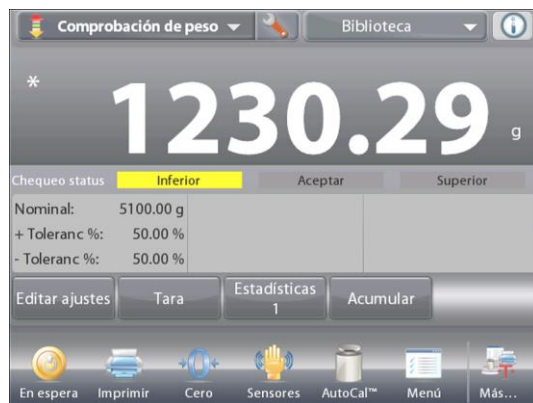 Comprobación de peso
Biblioteca
*
1230.29 g
Chequeo status Inferior Aceptar Superior
Nominal: 5100.00 g
+ Toleranc %: 50.00 %
- Toleranc %: 50.00 %
Editar ajustes
Tara
Estadísticas
1
Acumular
En espera
Imprimir
Cero
Sensores
AutoCal™
Menú
Más...